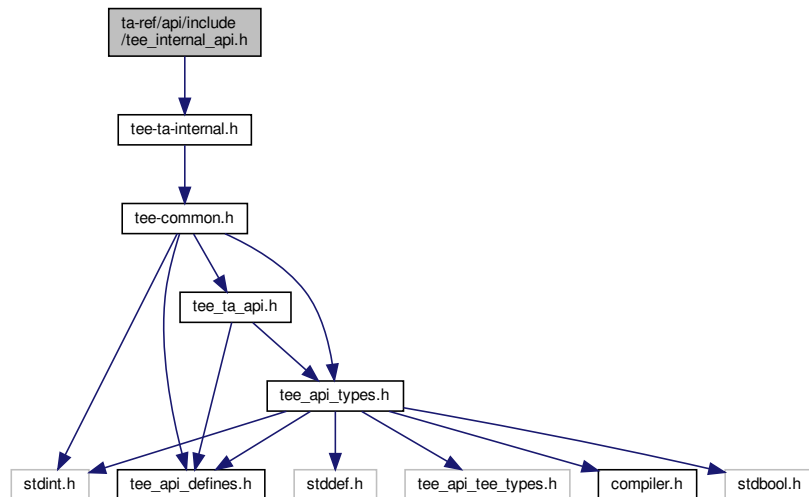 ta-ref/api/include
/tee_internal_api.h
tee-ta-internal.h
tee-common.h
tee_ta_api.h
tee_api_types.h
stdint.h
tee_api_defines.h
stddef.h
tee_api_tee_types.h
compiler.h
stdbool.h